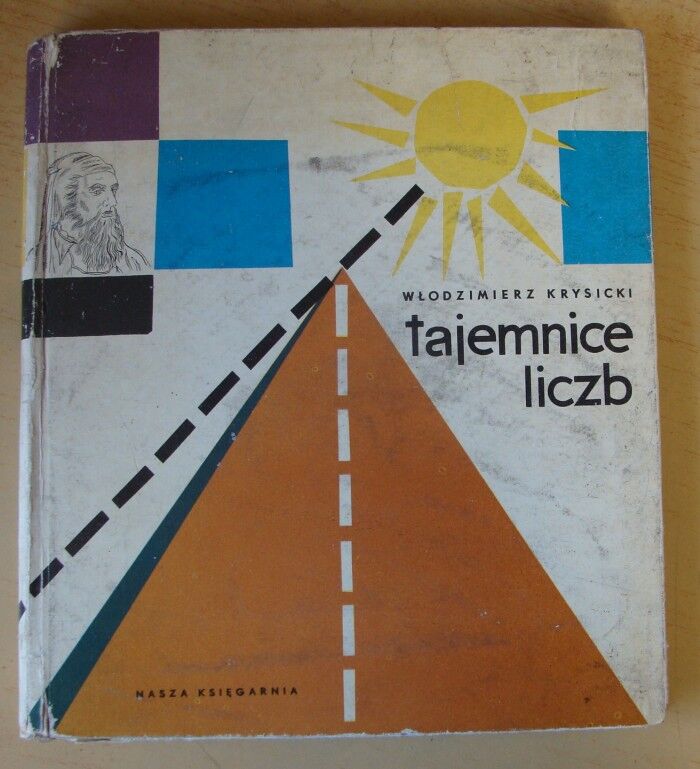 WŁODZIMIERZ KRYSICKI
tajemnice
liczb
NASZA KSIĘGARNIA